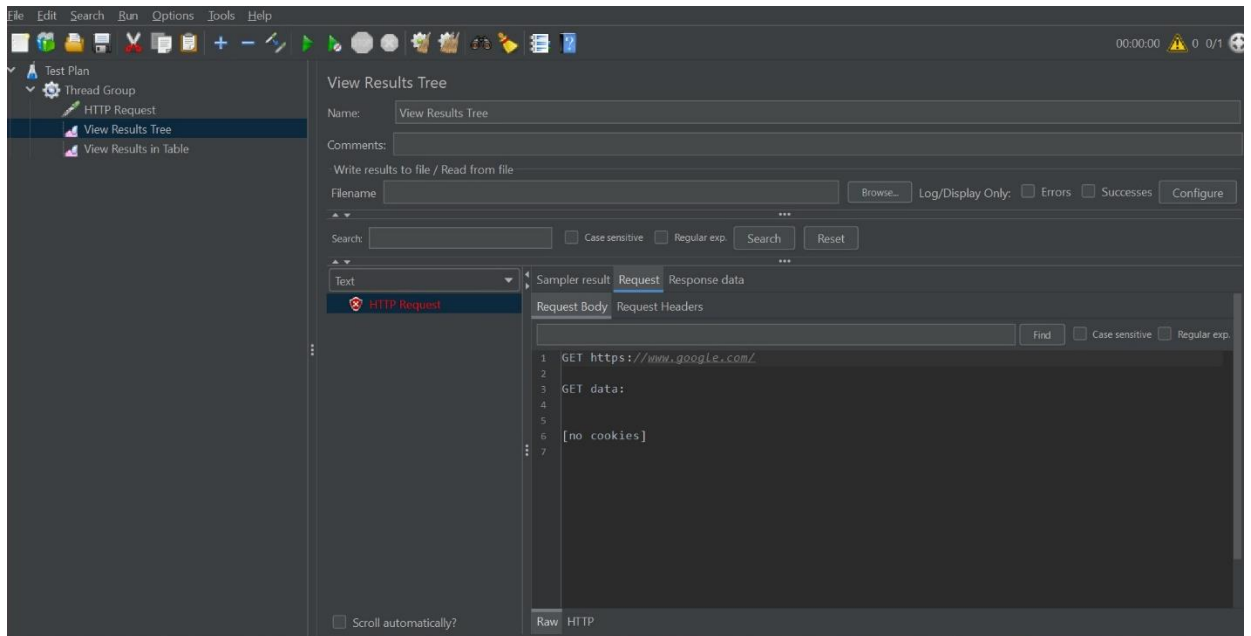 File Edit Search Run Options Tools Help
00:00:00 0 0/1
Test Plan
Thread Group
HTTP Request
View Results Tree
View Results in Table
View Results Tree
Name: View Results Tree
Comments:
Write results to file / Read from file
Filename Browse... Log/Display Only: Errors Successes Configure
Search: Case sensitive Regular exp. Search Reset
Text
HTTP Request
Sampler result Request Response data
Request Body Request Headers
Find Case sensitive Regular exp.
1 GET https://www.google.com/
2
3 GET data:
4
5
6 [no cookies]
7
Scroll automatically?
Raw HTTP